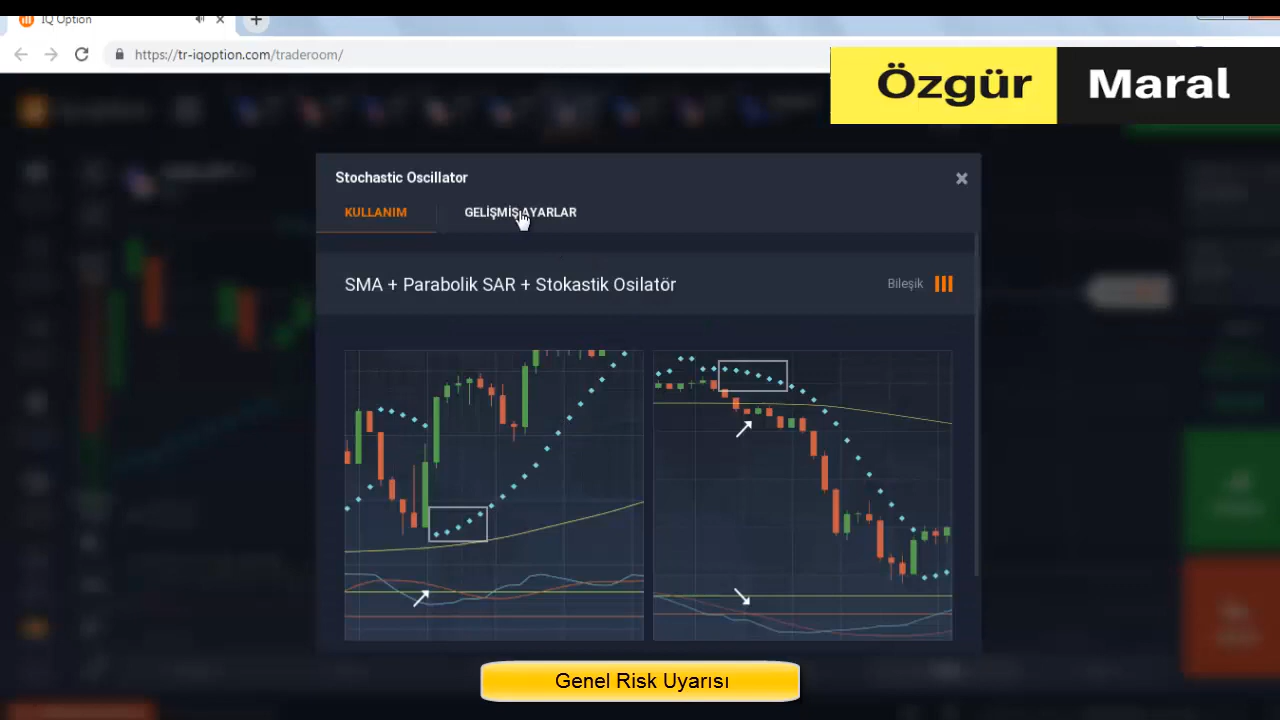 IQ Option
https://tr-iqoption.com/traderoom/
Özgür Maral
Stochastic Oscillator
KULLANIM
GELİŞMİŞ AYARLAR
SMA + Parabolik SAR + Stokastik Osilatör
Bileşik
Genel Risk Uyarısı